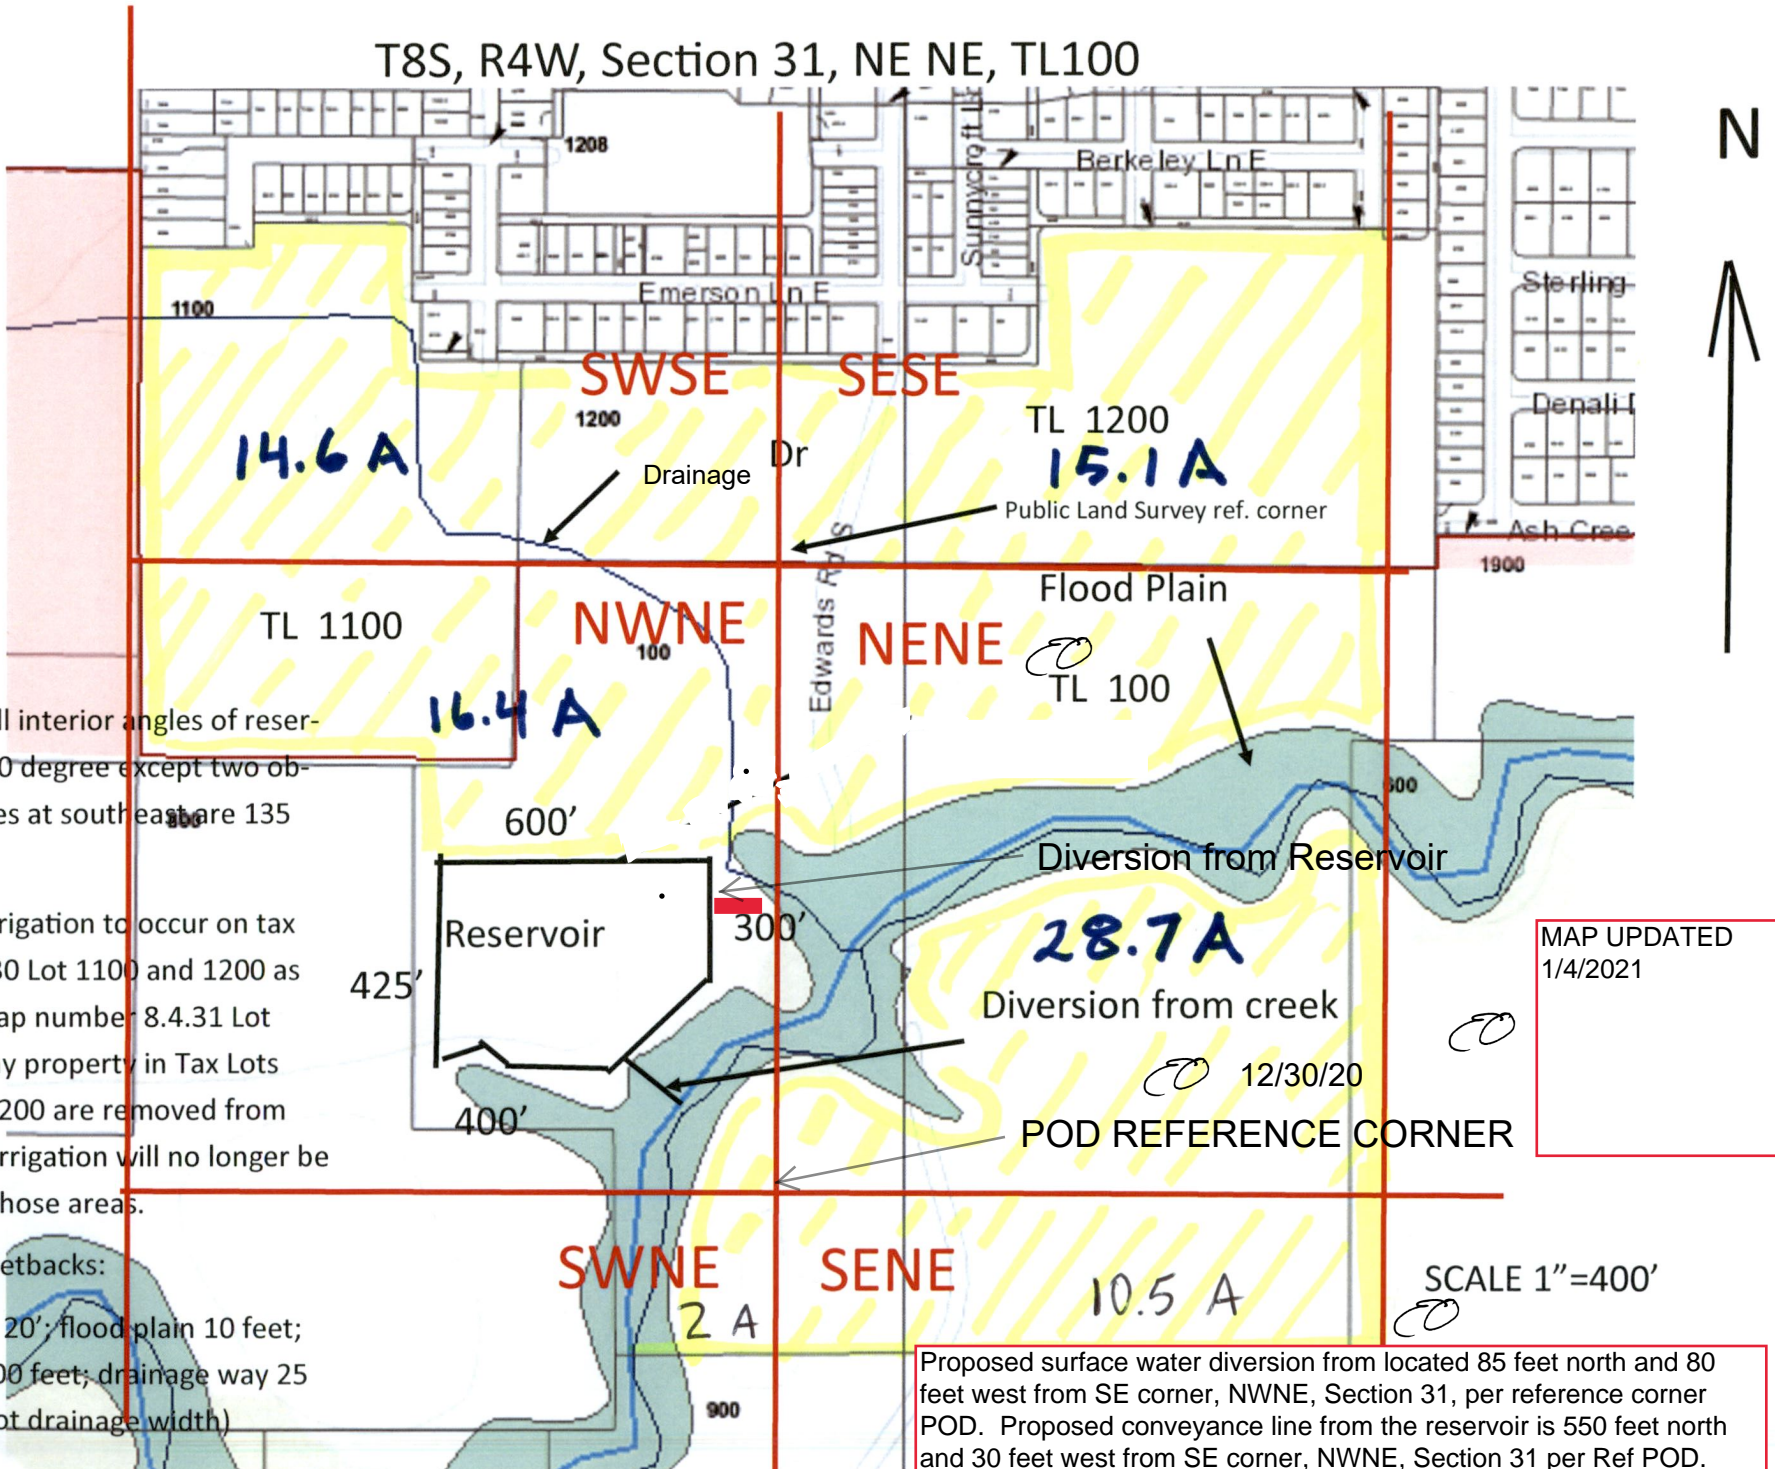 T8S, R4W, Section 31, NE NE, TL100
N
1208
Berkeley Ln E
Sunnycroft Ln
Sterling
1100
Emerson Ln E
SWSE
SESE
Denali
1200
TL 1200
14.6 A
Dr
15.1 A
Drainage
Public Land Survey ref. corner
Edwards Rd S
Ash Cree
1900
Flood Plain
TL 1100
NWNE
100
NENE
TL 100
16.4 A
ll interior angles of reser-
0 degree except two ob-
es at southeast are 135
800
600
600'
Diversion from Reservoir
Reservoir
300'
28.7 A
MAP UPDATED
1/4/2021
rigation to occur on tax
30 Lot 1100 and 1200 as
ap number 8.4.31 Lot
y property in Tax Lots
200 are removed from
rrigation will no longer be
hose areas.
425'
Diversion from creek
12/30/20
400'
POD REFERENCE CORNER
etbacks:
20'; flood plain 10 feet;
00 feet; drainage way 25
ot drainage width)
SWNE
SENE
2 A
10.5 A
SCALE 1"=400'
900
Proposed surface water diversion from located 85 feet north and 80
feet west from SE corner, NWNE, Section 31, per reference corner
POD. Proposed conveyance line from the reservoir is 550 feet north
and 30 feet west from SE corner, NWNE, Section 31 per Ref POD.